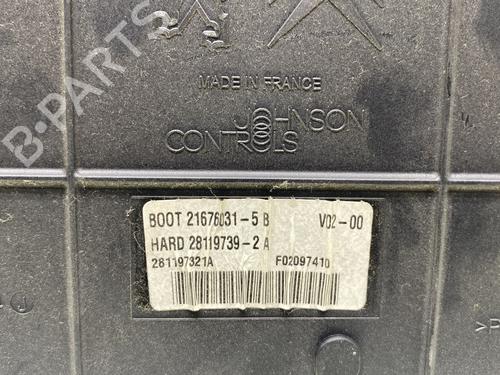 B-PARTS
MADE IN FRANCE
JOHNSON
CONTROLS
BOOT 21676031-5 B V02-00
HARD 28119739-2 A
281197321A F02097410
>P